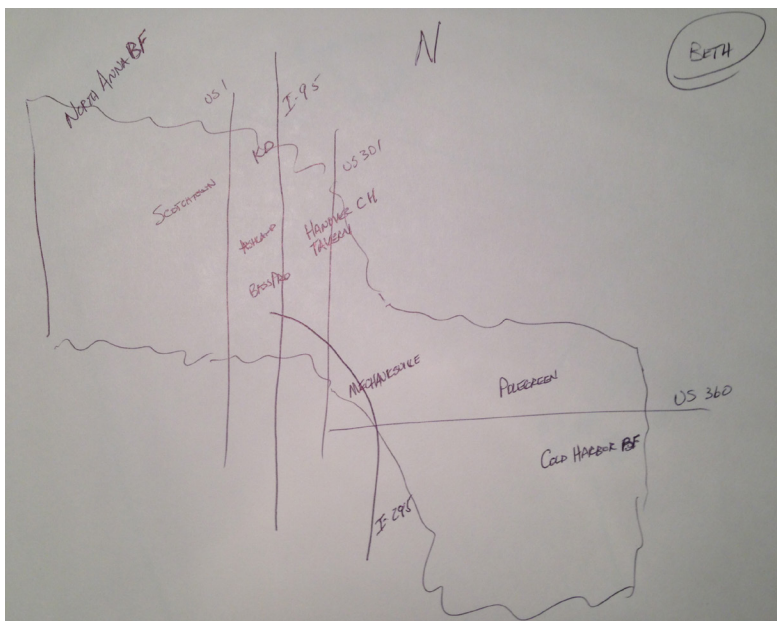 N
BETH
NORTH ANNA BF
US 1
I-95
KD
US 301
SCOTCHTOWN
ASHLAND
HANOVER CH
TAVERN
BASS PRO
MECHANICSVILLE
POLEGREEN
US 360
COLD HARBOR BF
I-295